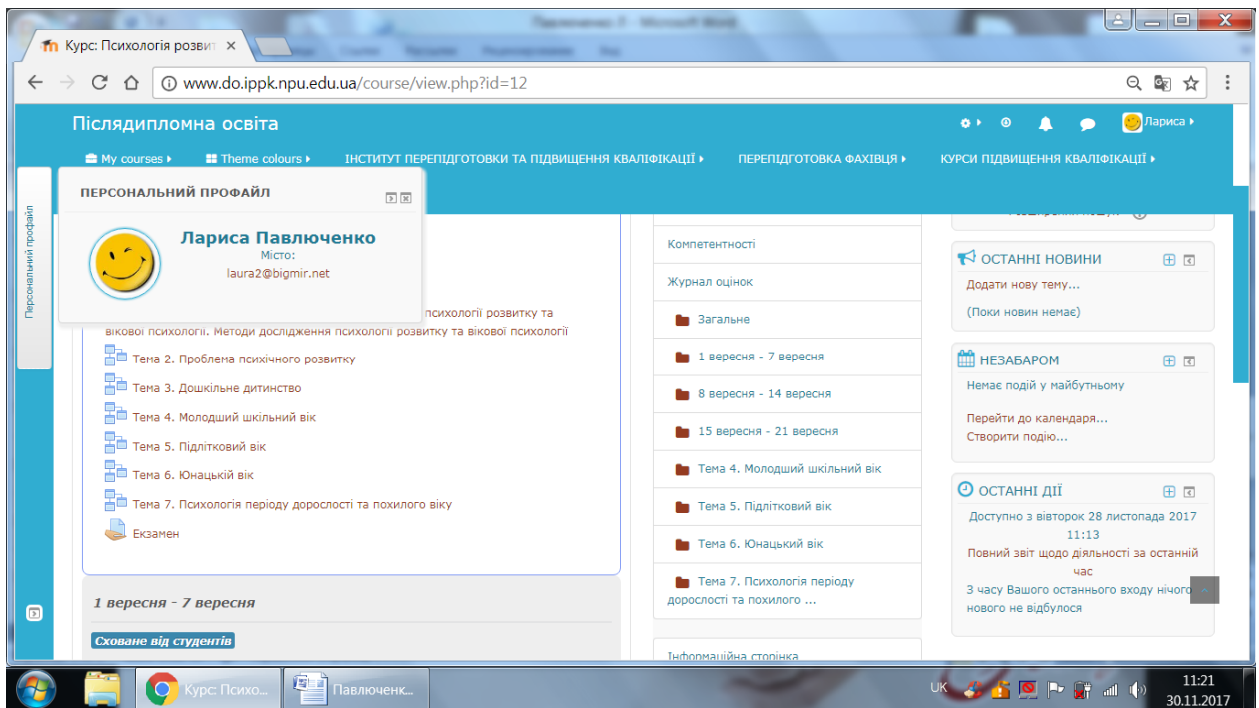 Павлюченко Л - Microsoft Word
Курс: Психологія розвит
www.do.ippk.npu.edu.ua/course/view.php?id=12
Післядипломна освіта
Лариса
My courses
Theme colours
ІНСТИТУТ ПЕРЕПІДГОТОВКИ ТА ПІДВИЩЕННЯ КВАЛІФІКАЦІЇ
ПЕРЕПІДГОТОВКА ФАХІВЦЯ
КУРСИ ПІДВИЩЕННЯ КВАЛІФІКАЦІЇ
Персональний профайл
ПЕРСОНАЛЬНИЙ ПРОФАЙЛ
Лариса Павлюченко
Місто:
laura2@bigmir.net
психології розвитку та
вікової психології. Методи дослідження психології розвитку та вікової психології
Тема 2. Проблема психічного розвитку
Тема 3. Дошкільне дитинство
Тема 4. Молодший шкільний вік
Тема 5. Підлітковий вік
Тема 6. Юнацькій вік
Тема 7. Психологія періоду дорослості та похилого віку
Екзамен
1 вересня - 7 вересня
Сховане від студентів
Компетентності
Журнал оцінок
Загальне
1 вересня - 7 вересня
8 вересня - 14 вересня
15 вересня - 21 вересня
Тема 4. Молодший шкільний вік
Тема 5. Підлітковий вік
Тема 6. Юнацький вік
Тема 7. Психологія періоду
дорослості та похилого ...
Інформаційна сторінка
ОСТАННІ НОВИНИ
Додати нову тему...
(Поки новин немає)
НЕЗАБАРОМ
Немає подій у майбутньому
Перейти до календаря...
Створити подію...
ОСТАННІ ДІЇ
Доступно з вівторок 28 листопада 2017
11:13
Повний звіт щодо діяльності за останній
час
З часу Вашого останнього входу нічого
нового не відбулося
Курс: Психо...
Павлюченк...
UK
11:21
30.11.2017